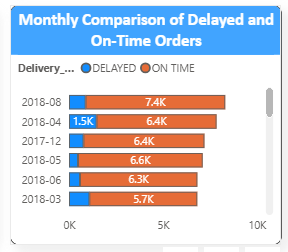 Monthly Comparison of Delayed and
On-Time Orders
Delivery_... DELAYED ON TIME
2018-08 7.4K
2018-04 1.5K 6.4K
2017-12 6.4K
2018-05 6.6K
2018-06 6.3K
2018-03 5.7K
0K 5K 10K